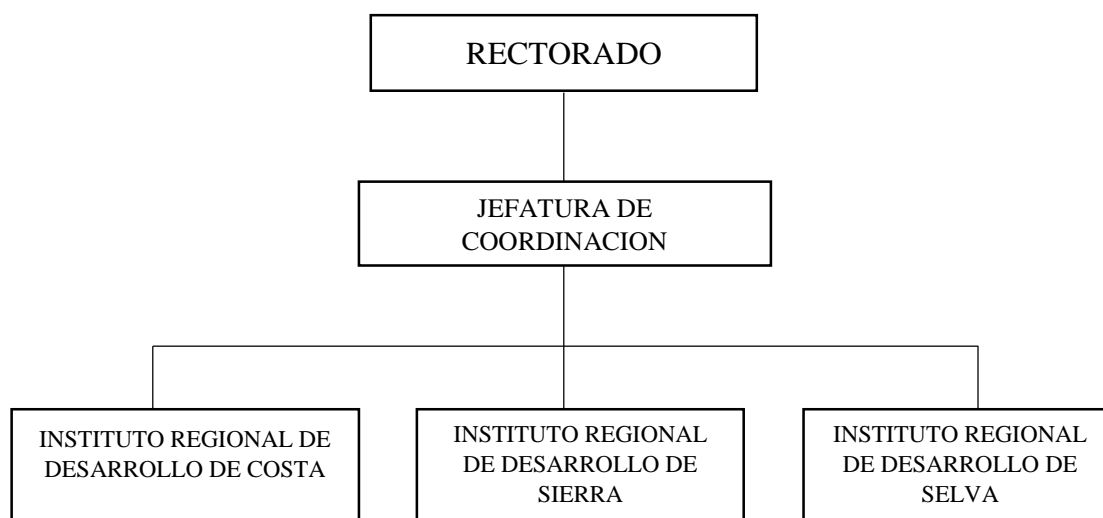 RECTORADO
JEFATURA DE
COORDINACION
INSTITUTO REGIONAL DE
DESARROLLO DE COSTA
INSTITUTO REGIONAL
DE DESARROLLO DE
SIERRA
INSTITUTO REGIONAL
DE DESARROLLO DE
SELVA